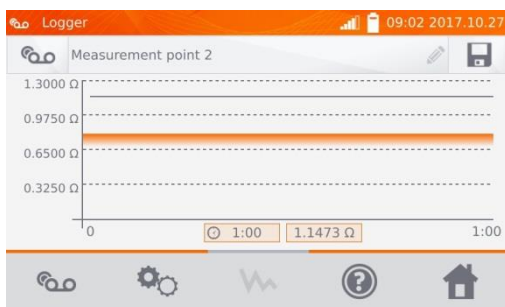 Logger 09:02 2017.10.27
Measurement point 2
1.3000 Ω
0.9750 Ω
0.6500 Ω
0.3250 Ω
0 1:00 1.1473 Ω 1:00
?